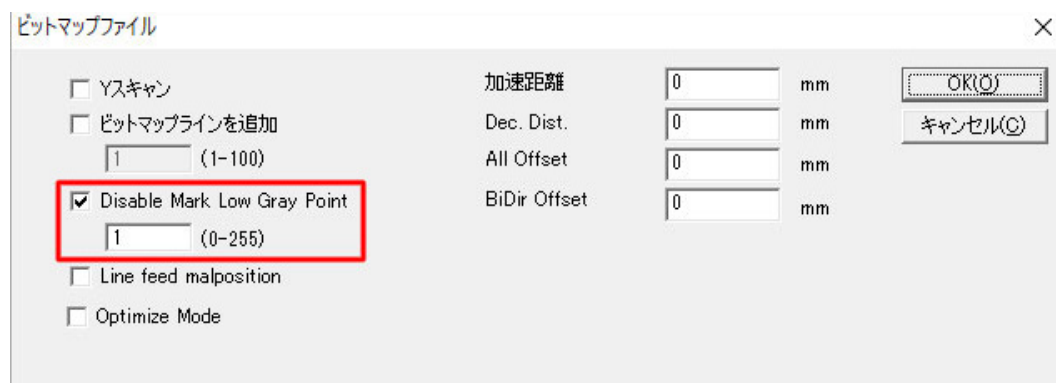 ビットマップファイル
Yスキャン
ビットマップラインを追加
1 (1-100)
Disable Mark Low Gray Point
1 (0-255)
Line feed malposition
Optimize Mode
加速距離 0 mm
Dec. Dist. 0 mm
All Offset 0 mm
BiDir Offset 0 mm
OK(O)
キャンセル(C)